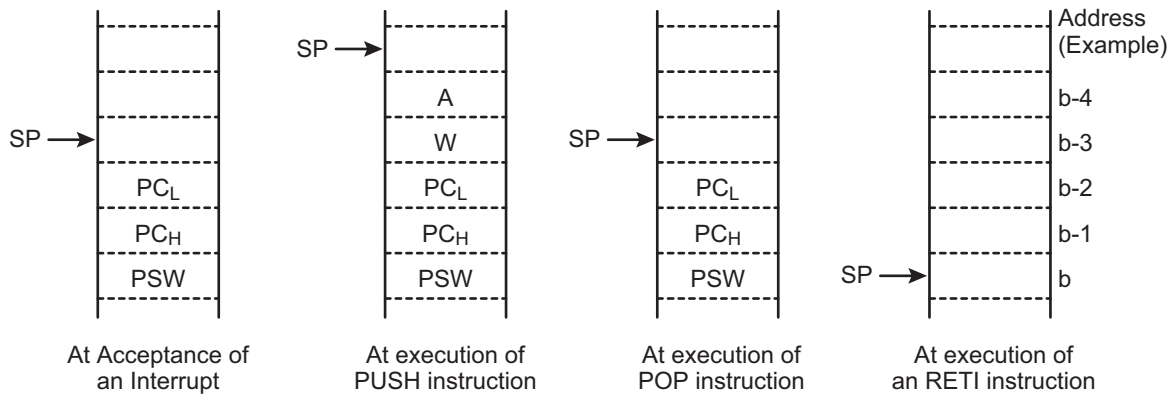 Address
(Example)
SP
A
b-4
SP
W
SP
b-3
PCL
PCL
PCL
b-2
PCH
PCH
PCH
b-1
PSW
PSW
PSW
SP
b
At Acceptance of
an Interrupt
At execution of
PUSH instruction
At execution of
POP instruction
At execution of
an RETI instruction